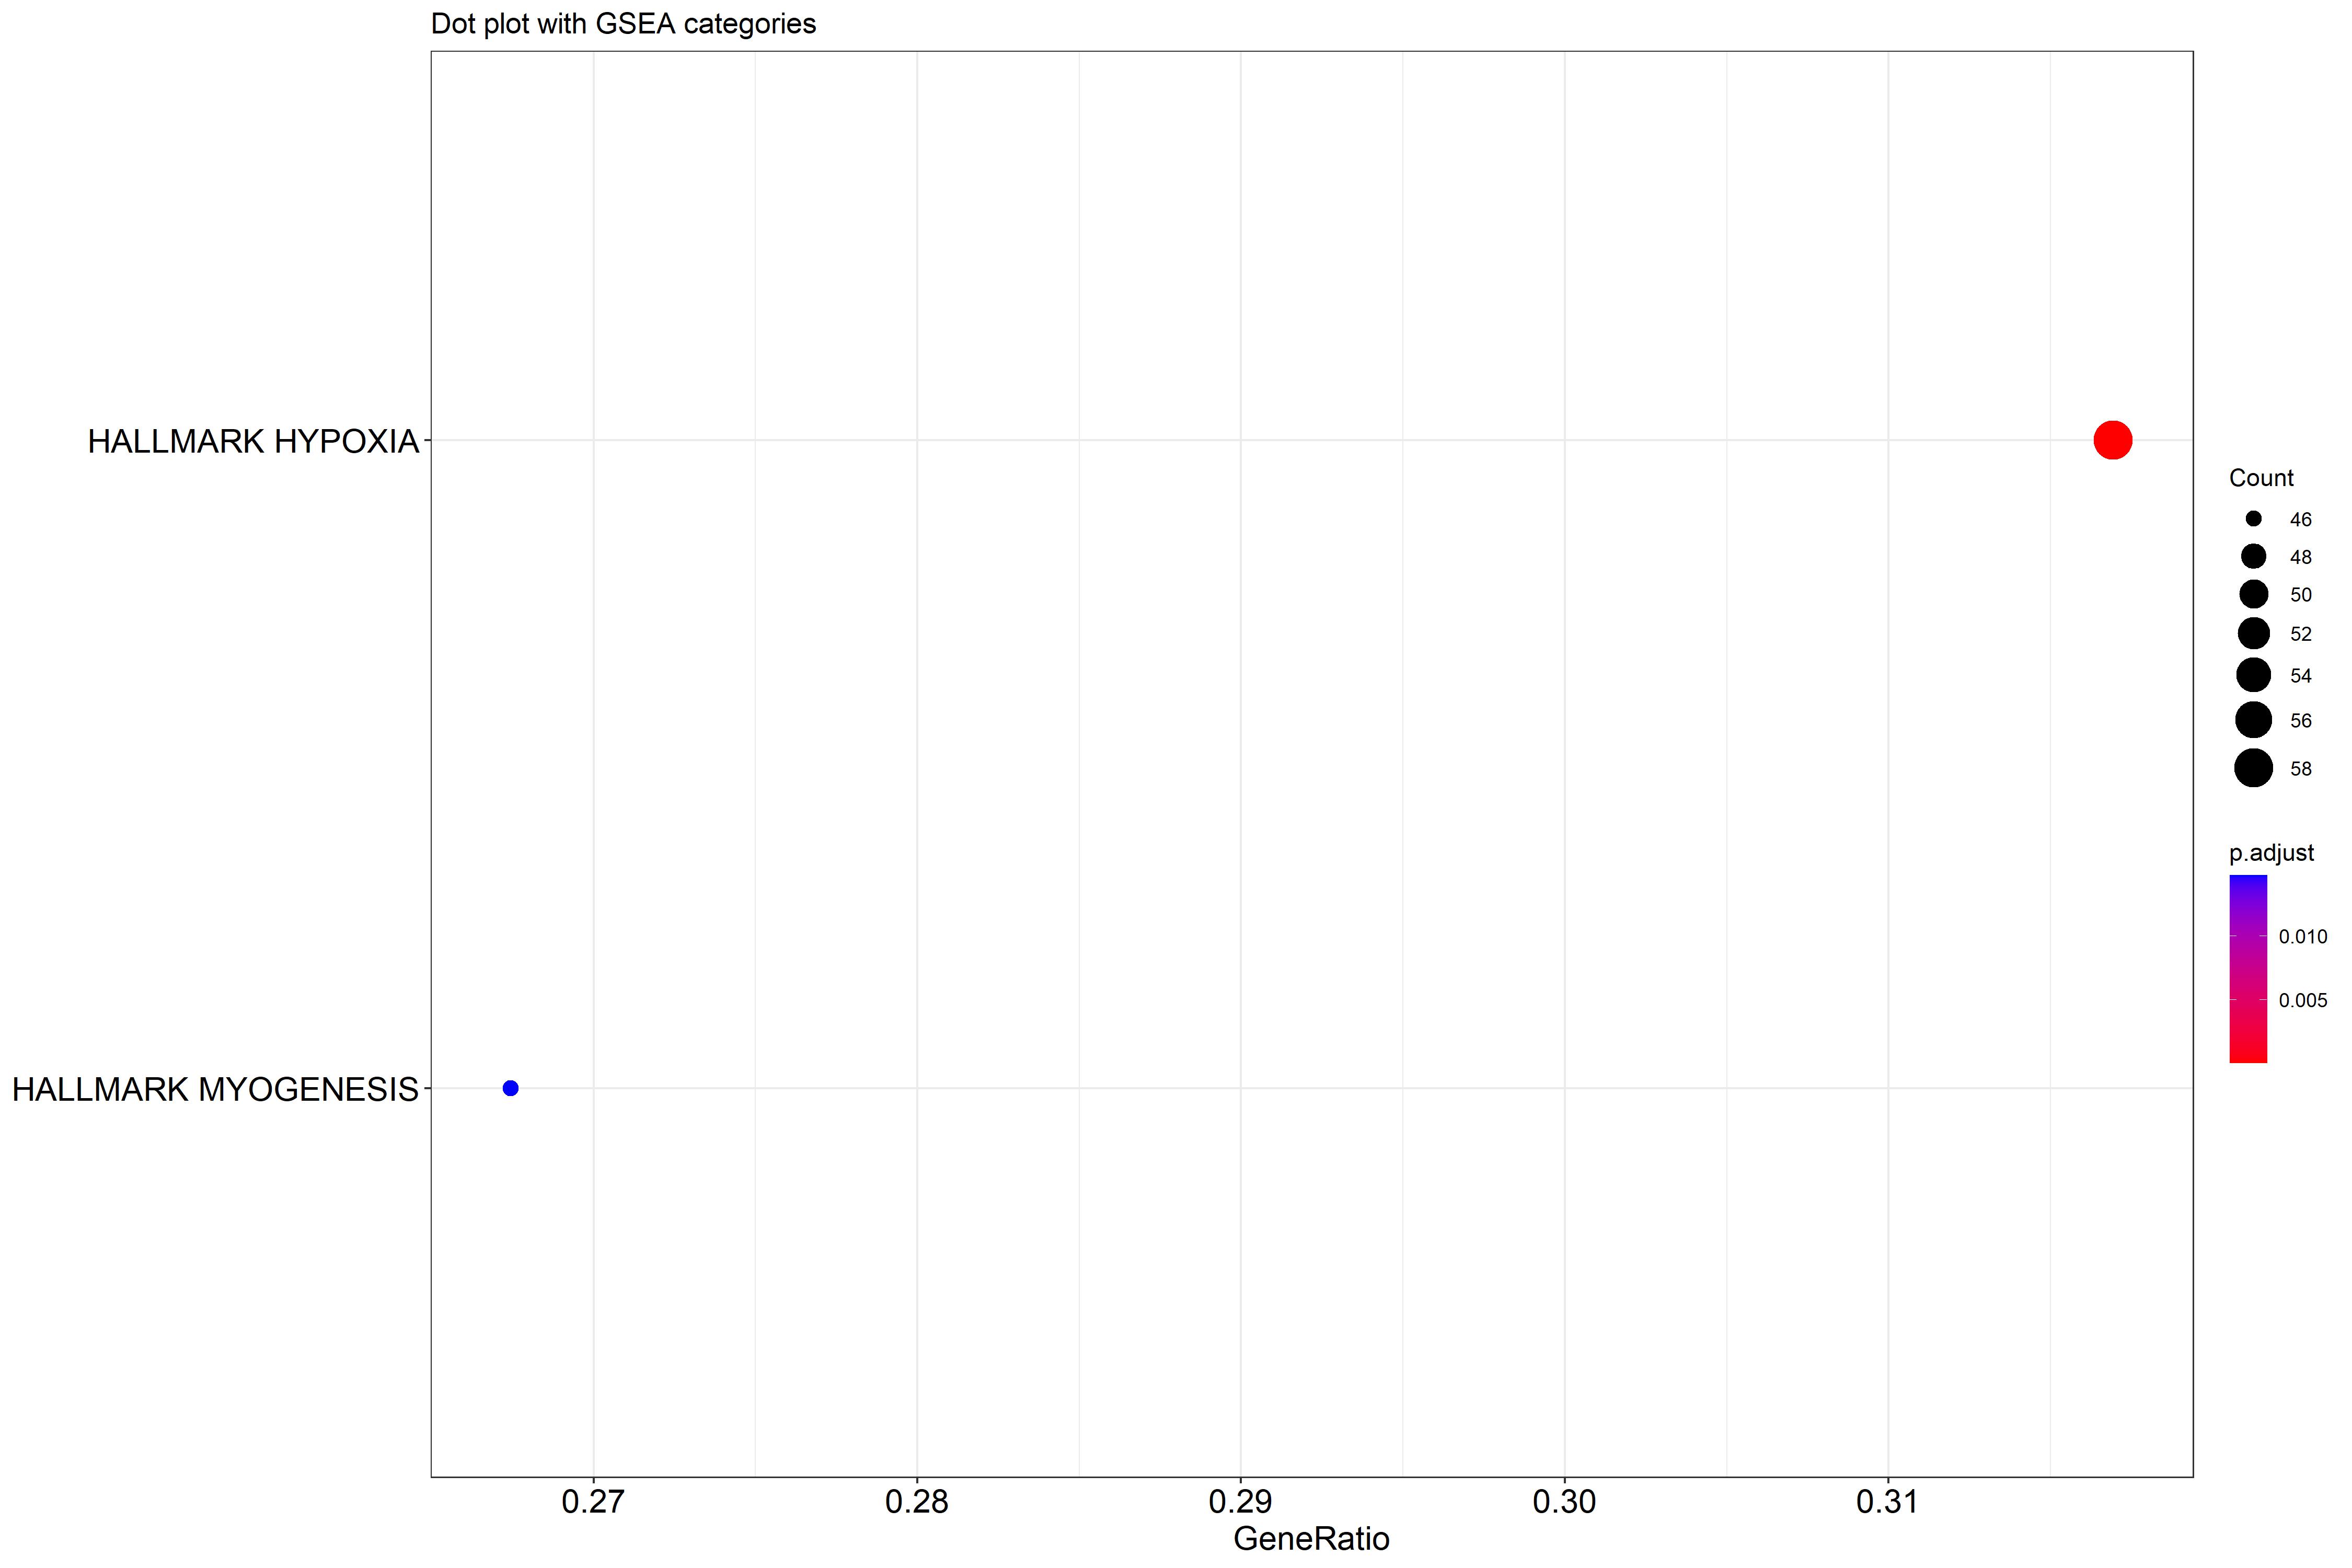 Dot plot with GSEA categories
HALLMARK HYPOXIA
HALLMARK MYOGENESIS
0.27
0.28
0.29
0.30
0.31
GeneRatio
Count
46
48
50
52
54
56
58
p.adjust
0.010
0.005